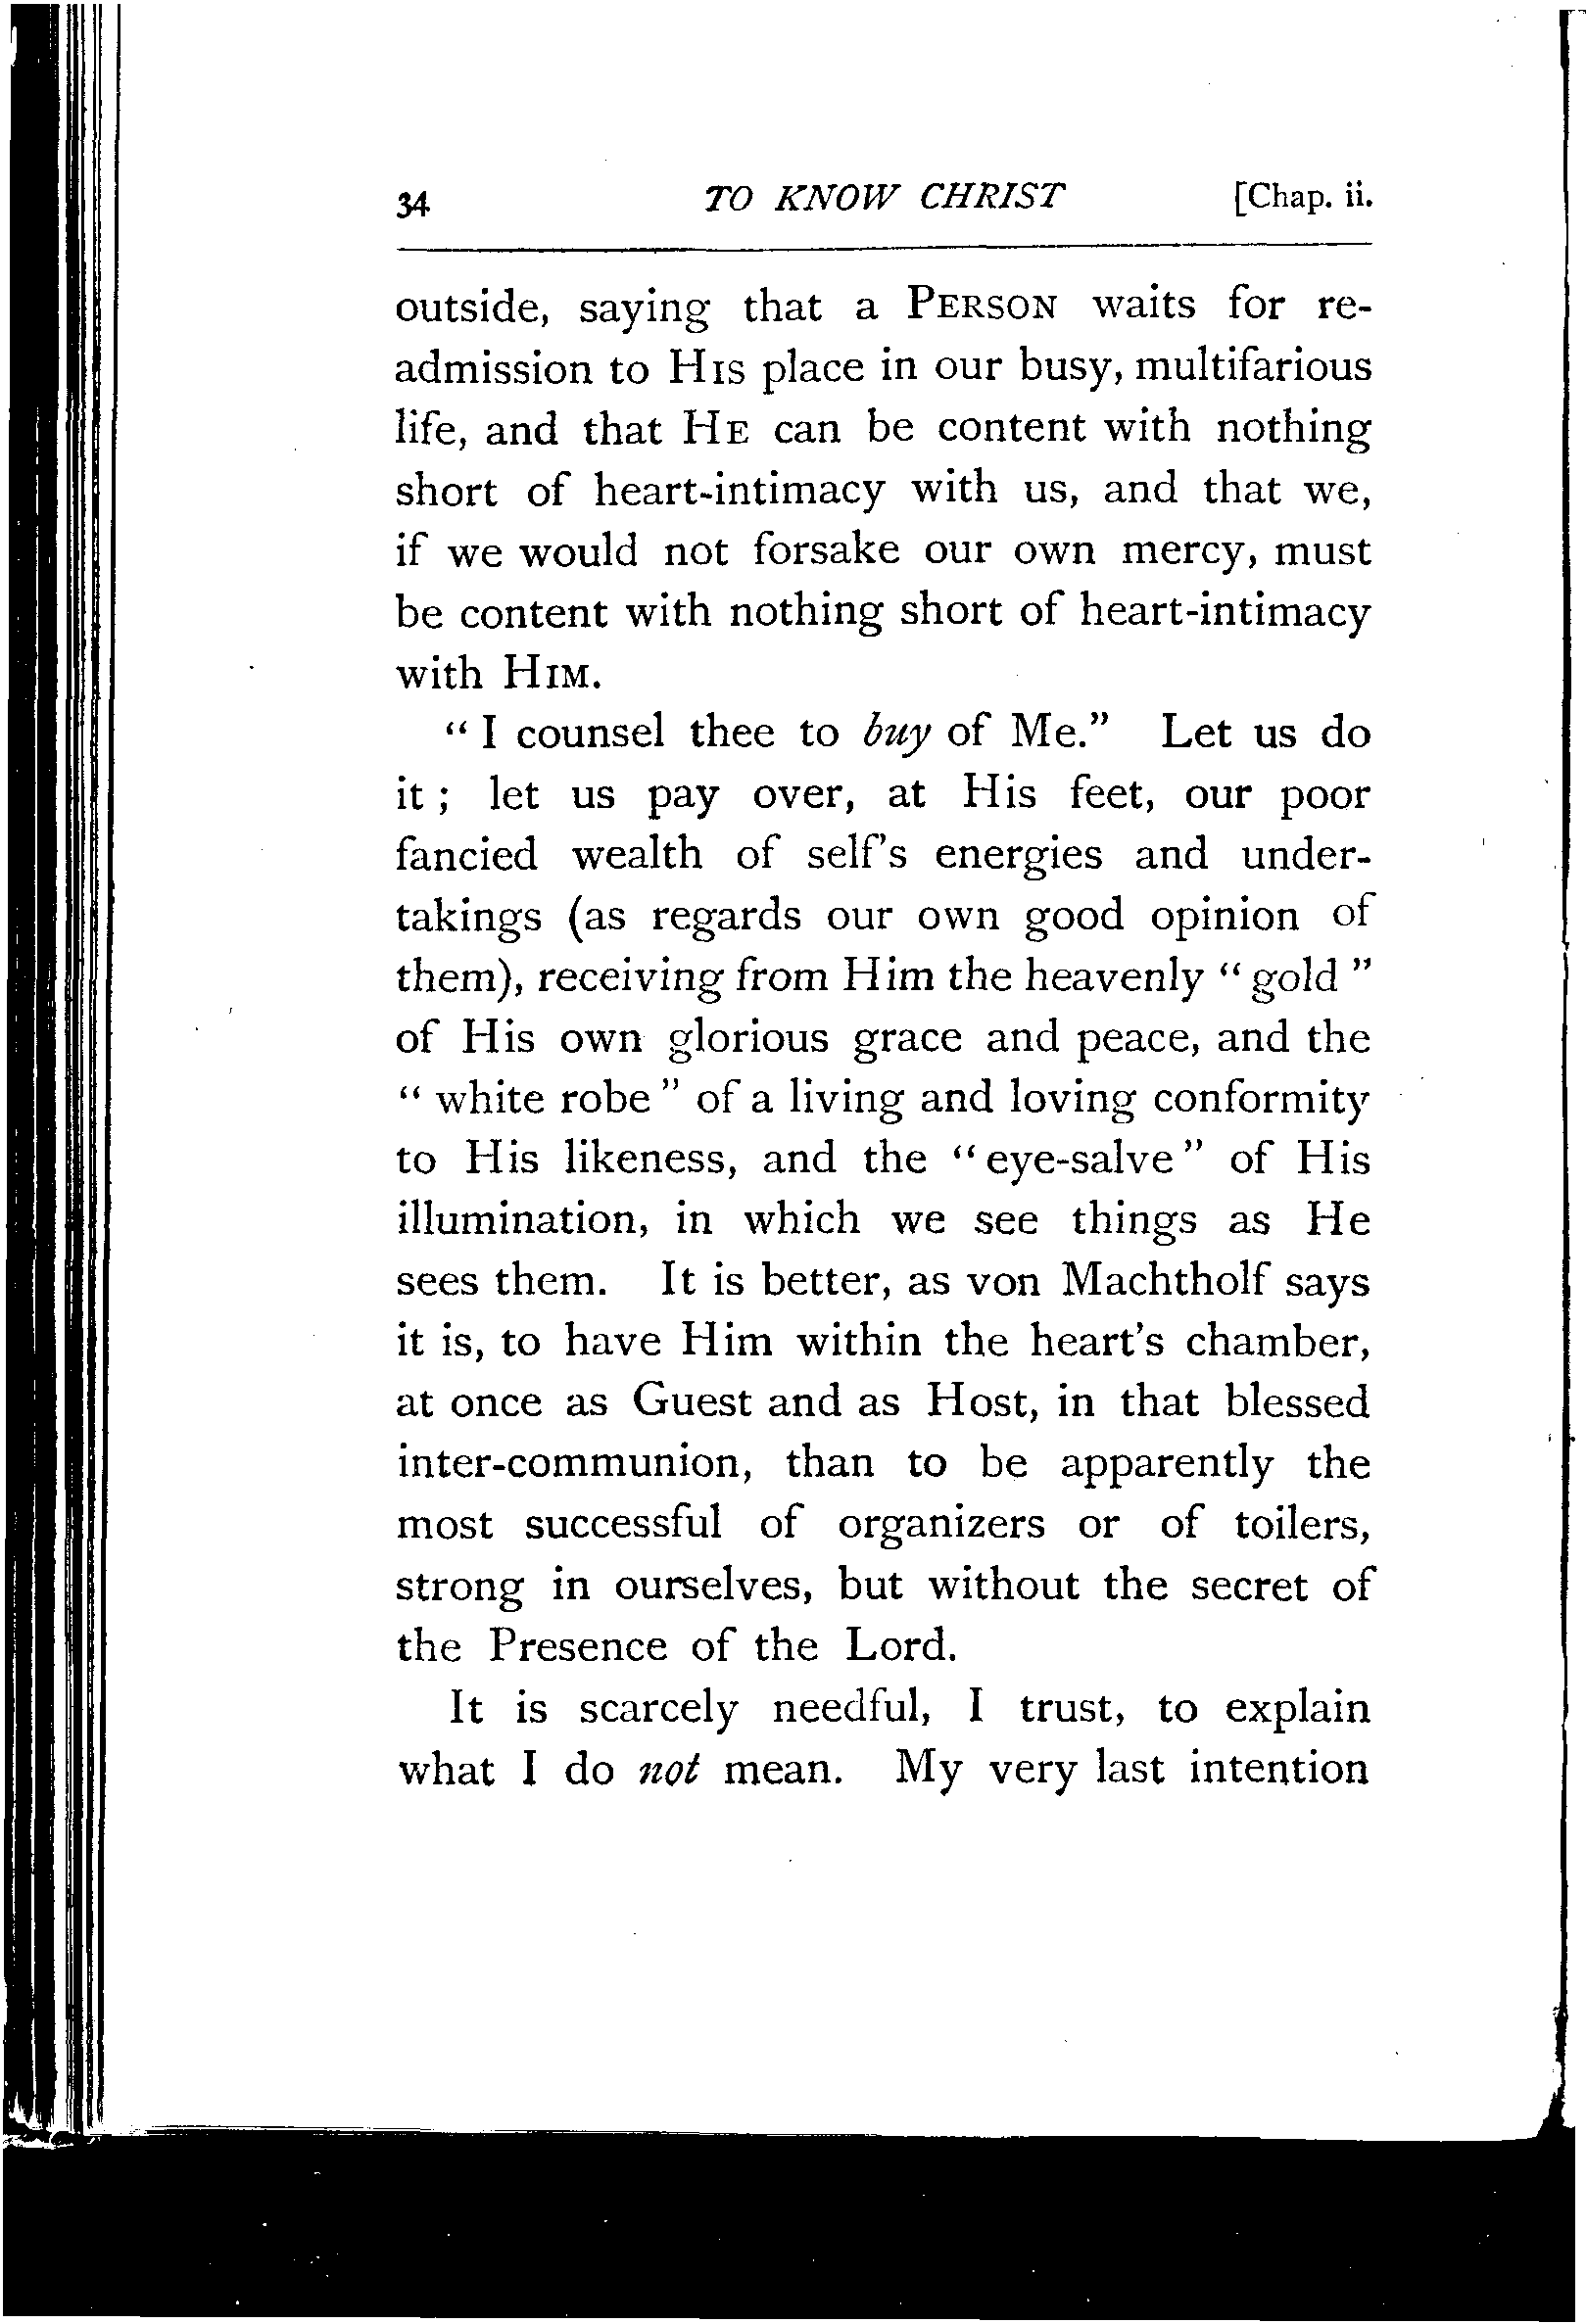 34 TO KNOW CHRIST [Chap. ii.
outside, saying that a PERSON waits for re-
admission to HIS place in our busy, multifarious
life, and that HE can be content with nothing
short of heart-intimacy with us, and that we,
if we would not forsake our own mercy, must
be content with nothing short of heart-intimacy
with HIM.
“ I counsel thee to buy of Me.” Let us do
it ; let us pay over, at His feet, our poor
fancied wealth of self’s energies and under-
takings (as regards our own good opinion of
them), receiving from Him the heavenly “ gold ”
of His own glorious grace and peace, and the
“ white robe ” of a living and loving conformity
to His likeness, and the “ eye-salve ” of His
illumination, in which we see things as He
sees them. It is better, as von Machtholf says
it is, to have Him within the heart’s chamber,
at once as Guest and as Host, in that blessed
inter-communion, than to be apparently the
most successful of organizers or of toilers,
strong in ourselves, but without the secret of
the Presence of the Lord.
It is scarcely needful, I trust, to explain
what I do not mean. My very last intention